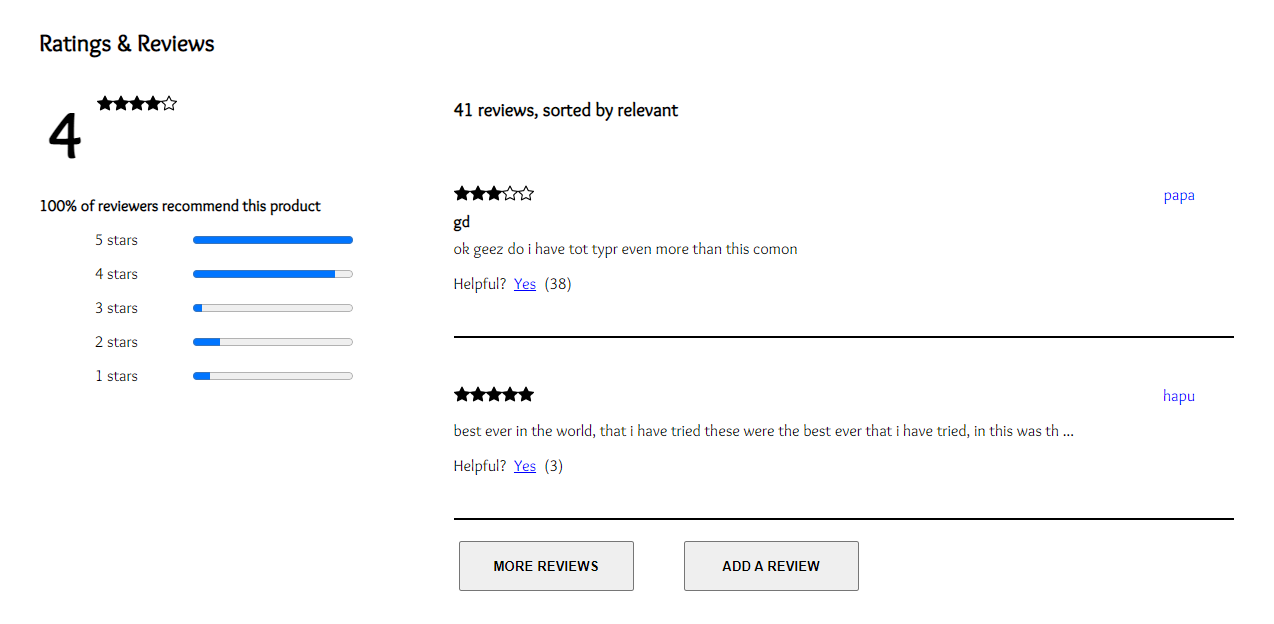 Ratings & Reviews
4
100% of reviewers recommend this product
5 stars
4 stars
3 stars
2 stars
1 stars
41 reviews, sorted by relevant
papa
gd
ok geez do i have tot typr even more than this comon
Helpful? Yes (38)
hapu
best ever in the world, that i have tried these were the best ever that i have tried, in this was th ...
Helpful? Yes (3)
MORE REVIEWS
ADD A REVIEW